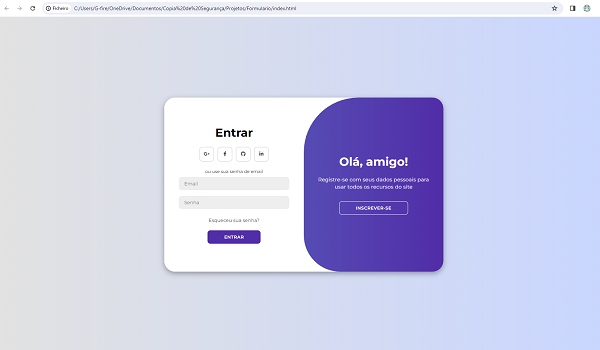 Ficheiro C:/Users/G-fire/OneDrive/Documentos/Copia%20de%20Segurança/Projetos/Formulario/index.html
Entrar
G+ f in
ou use sua senha de email
Email
Senha
Esqueceu sua senha?
ENTRAR
Olá, amigo!
Registre-se com seus dados pessoais para
usar todos os recursos do site
INSCREVER-SE